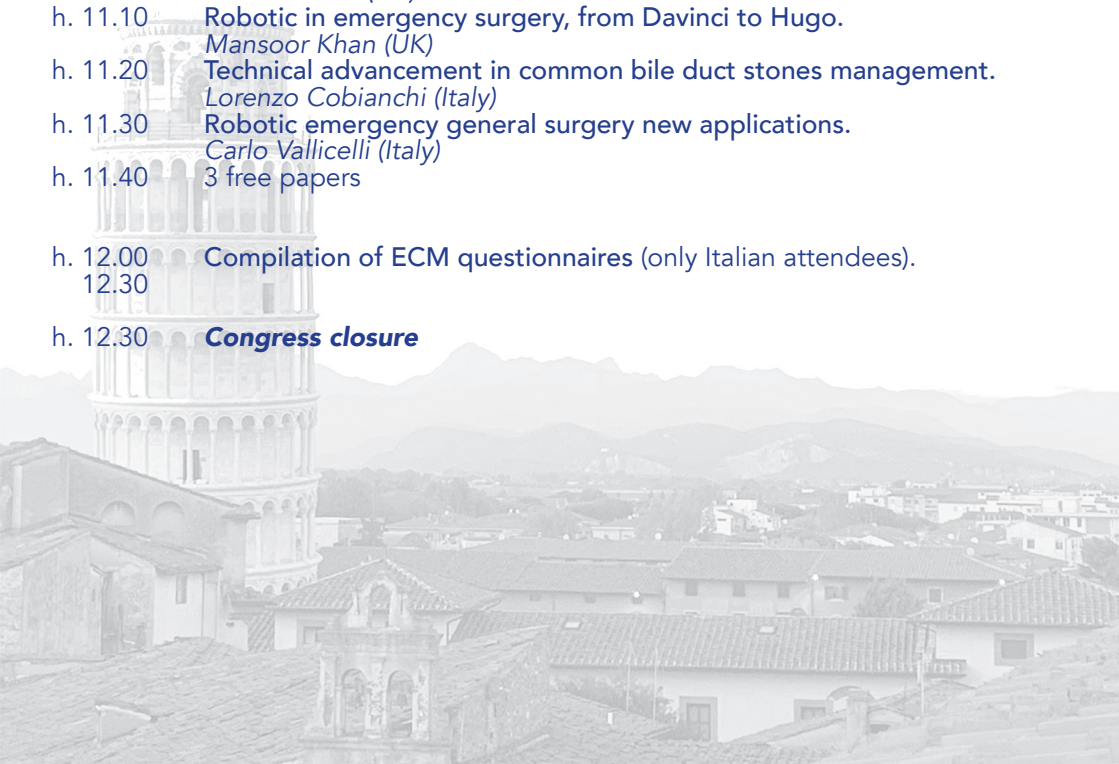 h. 11.10 Robotic in emergency surgery, from Davinci to Hugo.
Mansoor Khan (UK)
h. 11.20 Technical advancement in common bile duct stones management.
Lorenzo Cobianchi (Italy)
h. 11.30 Robotic emergency general surgery new applications.
Carlo Vallicelli (Italy)
h. 11.40 3 free papers
h. 12.00 Compilation of ECM questionnaires (only Italian attendees).
12.30
h. 12.30 Congress closure